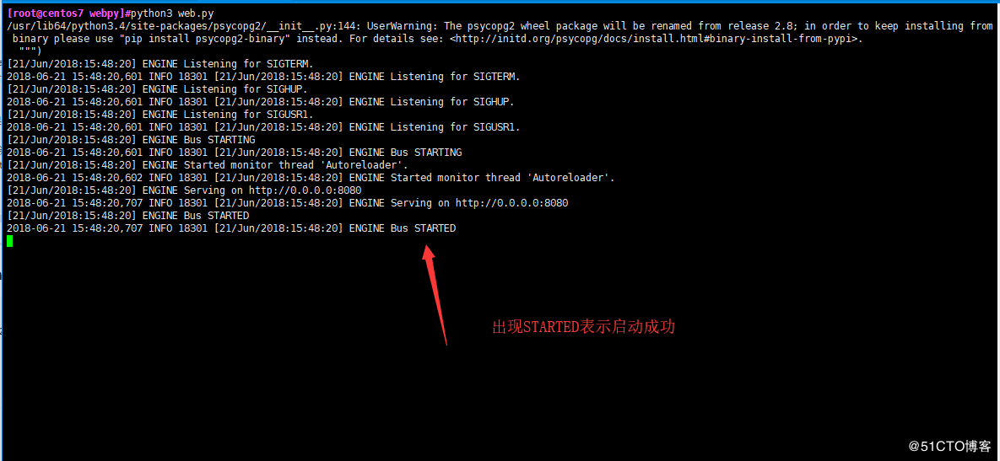 [root@centos7 webpy]#python3 web.py
/usr/lib64/python3.4/site-packages/psycopg2/__init__.py:144: UserWarning: The psycopg2 wheel package will be renamed from release 2.8; in order to keep installing from
binary please use "pip install psycopg2-binary" instead. For details see: <http://initd.org/psycopg/docs/install.html#binary-install-from-pypi>.
""")
[21/Jun/2018:15:48:20] ENGINE Listening for SIGTERM.
2018-06-21 15:48:20,601 INFO 18301 [21/Jun/2018:15:48:20] ENGINE Listening for SIGTERM.
[21/Jun/2018:15:48:20] ENGINE Listening for SIGHUP.
2018-06-21 15:48:20,601 INFO 18301 [21/Jun/2018:15:48:20] ENGINE Listening for SIGHUP.
[21/Jun/2018:15:48:20] ENGINE Listening for SIGUSR1.
2018-06-21 15:48:20,601 INFO 18301 [21/Jun/2018:15:48:20] ENGINE Listening for SIGUSR1.
[21/Jun/2018:15:48:20] ENGINE Bus STARTING
2018-06-21 15:48:20,601 INFO 18301 [21/Jun/2018:15:48:20] ENGINE Bus STARTING
[21/Jun/2018:15:48:20] ENGINE Started monitor thread 'Autoreloader'.
2018-06-21 15:48:20,602 INFO 18301 [21/Jun/2018:15:48:20] ENGINE Started monitor thread 'Autoreloader'.
[21/Jun/2018:15:48:20] ENGINE Serving on http://0.0.0.0:8080
2018-06-21 15:48:20,707 INFO 18301 [21/Jun/2018:15:48:20] ENGINE Serving on http://0.0.0.0:8080
[21/Jun/2018:15:48:20] ENGINE Bus STARTED
2018-06-21 15:48:20,707 INFO 18301 [21/Jun/2018:15:48:20] ENGINE Bus STARTED
出现STARTED表示启动成功
@51CTO博客